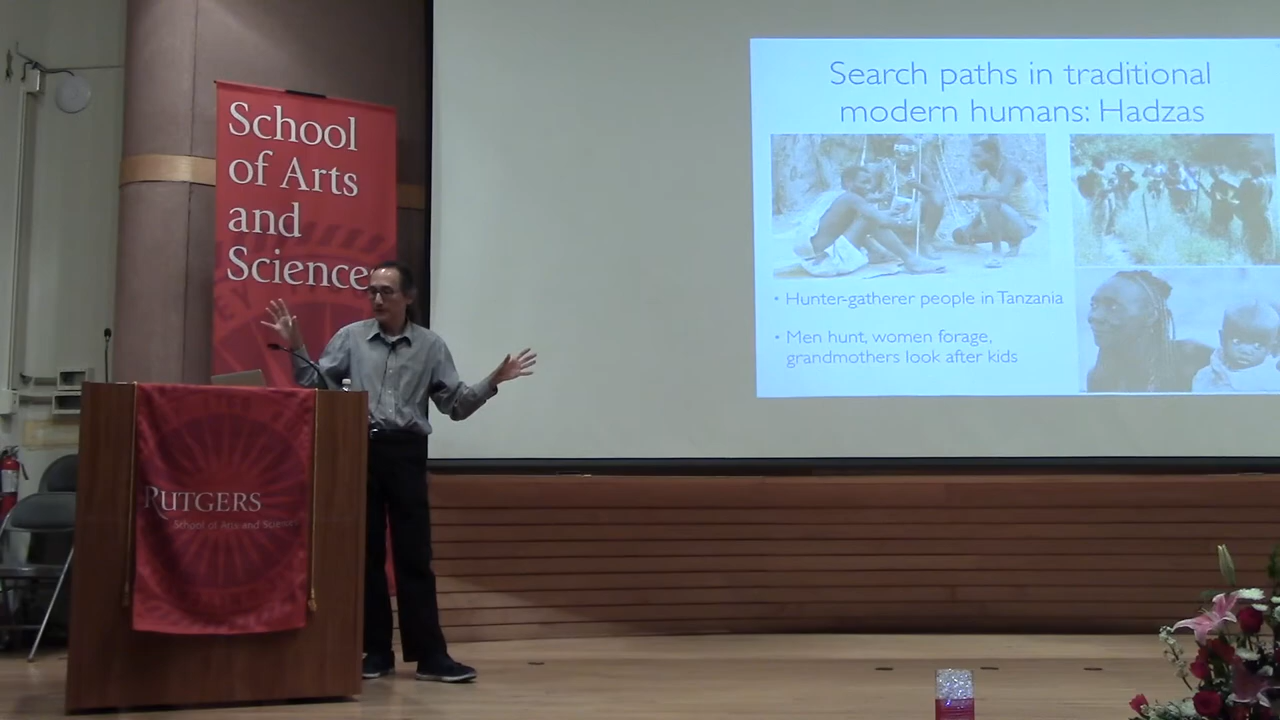 School
of Arts
and
Science
Search paths in traditional
modern humans: Hadzas
• Hunter-gatherer people in Tanzania
• Men hunt, women forage,
grandmothers look after kids
RUTGERS
School of Arts and Sciences